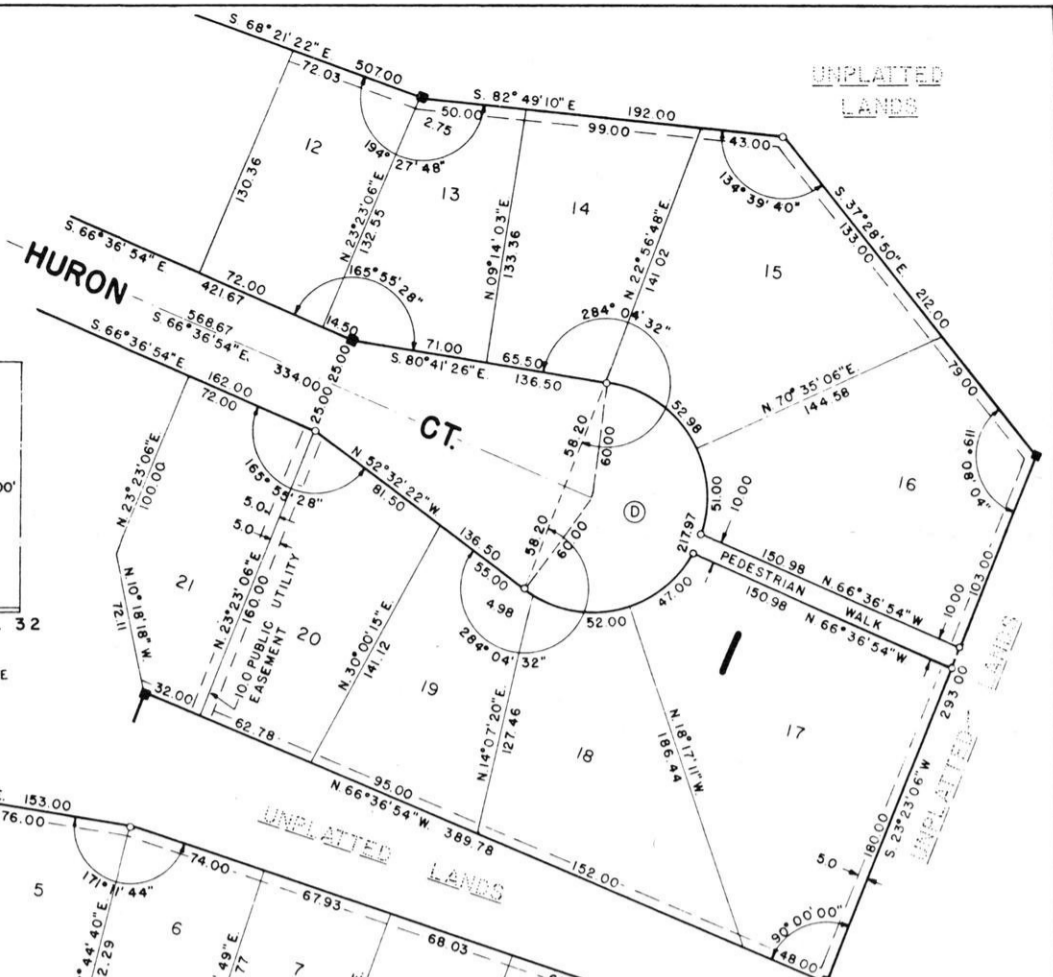 S. 68° 21' 22" E.
507.00
72.03
S. 82° 49' 10" E
192.00
50.00
2.75
99.00
43.00
UNPLATTED
LANDS
194° 27' 48"
134° 39' 40"
S. 37° 28' 50" E.
212.00
133.00
79.00
12
13
14
15
16
130.36
N 23° 23' 06" E.
132.55
N 09° 14' 03" E
133.36
N 22° 56' 48" E
141.02
N 70° 35' 06" E.
144.58
119° 08' 04"
S. 66° 36' 54" E
72.00
421.67
14.50
165° 55' 28"
71.00
65.50
S. 80° 41' 26" E.
136.50
284° 04' 32"
HURON
CT.
568.67
S. 66° 36' 54" E.
334.00
25.00
25.00
S. 66° 36' 54" E
162.00
72.00
165° 55' 28"
N 52° 32' 22" W.
81.50
136.50
55.00
4.98
284° 04' 32"
58.20
60.00
58.20
60.00
D
52.98
51.00
217.97
47.00
52.00
10.00
150.98
N 66° 36' 54" W
PEDESTRIAN WALK
150.98
N 66° 36' 54" W
10.00
103.00
293.00
S 23° 23' 06" W
180.00
5.0
UNPLATTED
LANDS
00'
32
E
N 23° 23' 06" E
100.00
N. 10° 18' 18" W.
72.11
21
5.0
5.0
N. 23° 23' 06" E.
160.00
10.0 PUBLIC UTILITY
EASEMENT
20
N. 30° 00' 15" E.
141.12
19
N 14° 07' 20" E.
127.46
18
N. 18° 17' 11" W.
186.44
17
32.00
62.78
95.00
N 66° 36' 54" W.
389.78
152.00
48.00
90° 00' 00"
UNPLATTED
LANDS
E.
153.00
76.00
171° 11' 44"
74.00
67.93
68.03
5
6
7
° 44' 40" E.
2.29
49" E.
77